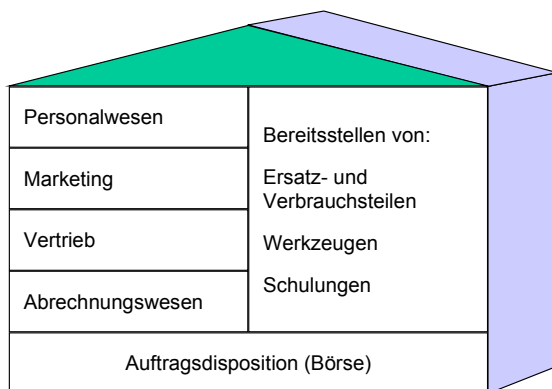 Personalwesen
Marketing
Vertrieb
Abrechnungswesen
Bereitsstellen von:
Ersatz- und
Verbrauchsteilen
Werkzeugen
Schulungen
Auftragsdisposition (Börse)